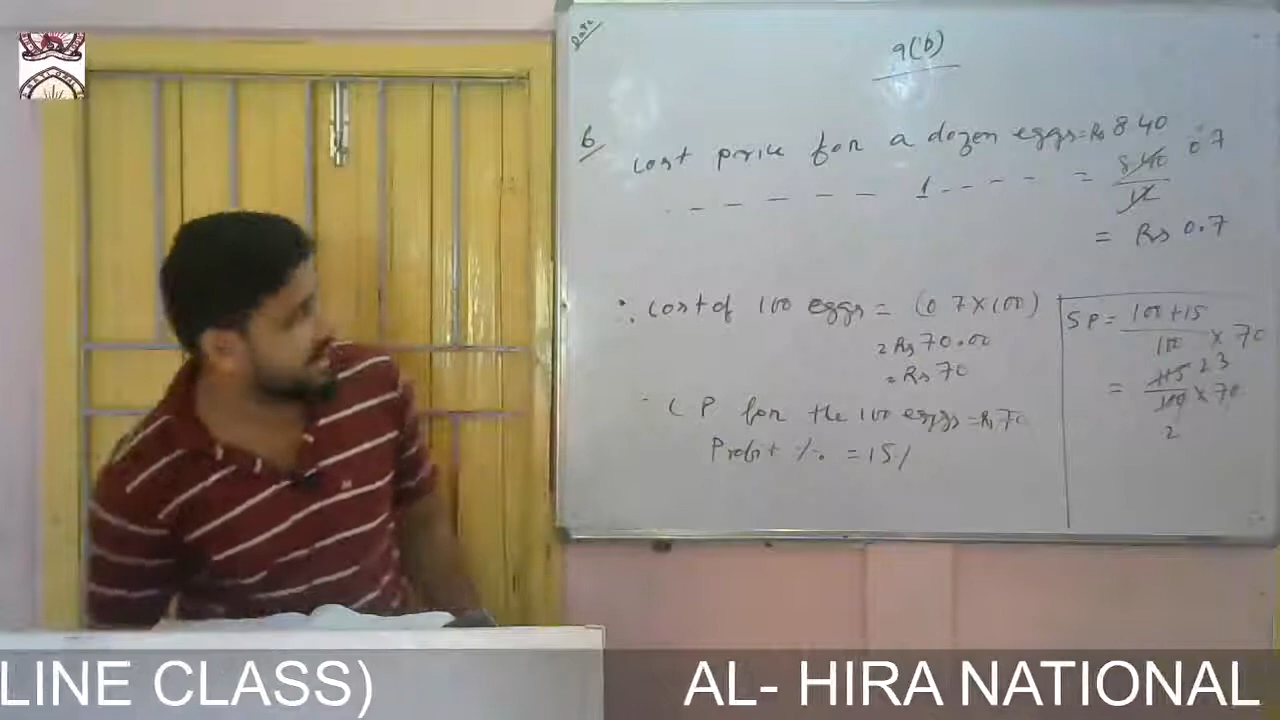 Date
9(b)
6
Cost price for a dozen eggs = Rs 8 40
- - - - - - 1 - - - - = 8.40 0 7
12
= Rs 0.7
∴ Cost of 100 eggs = (0 7 × 100)
= Rs 70.00
= Rs 70
C P for the 100 eggs = Rs 70
Profit % = 15%
S P = 100 + 15
100 × 70
= 115 23
100 × 70
2
LINE CLASS) AL- HIRA NATIONAL